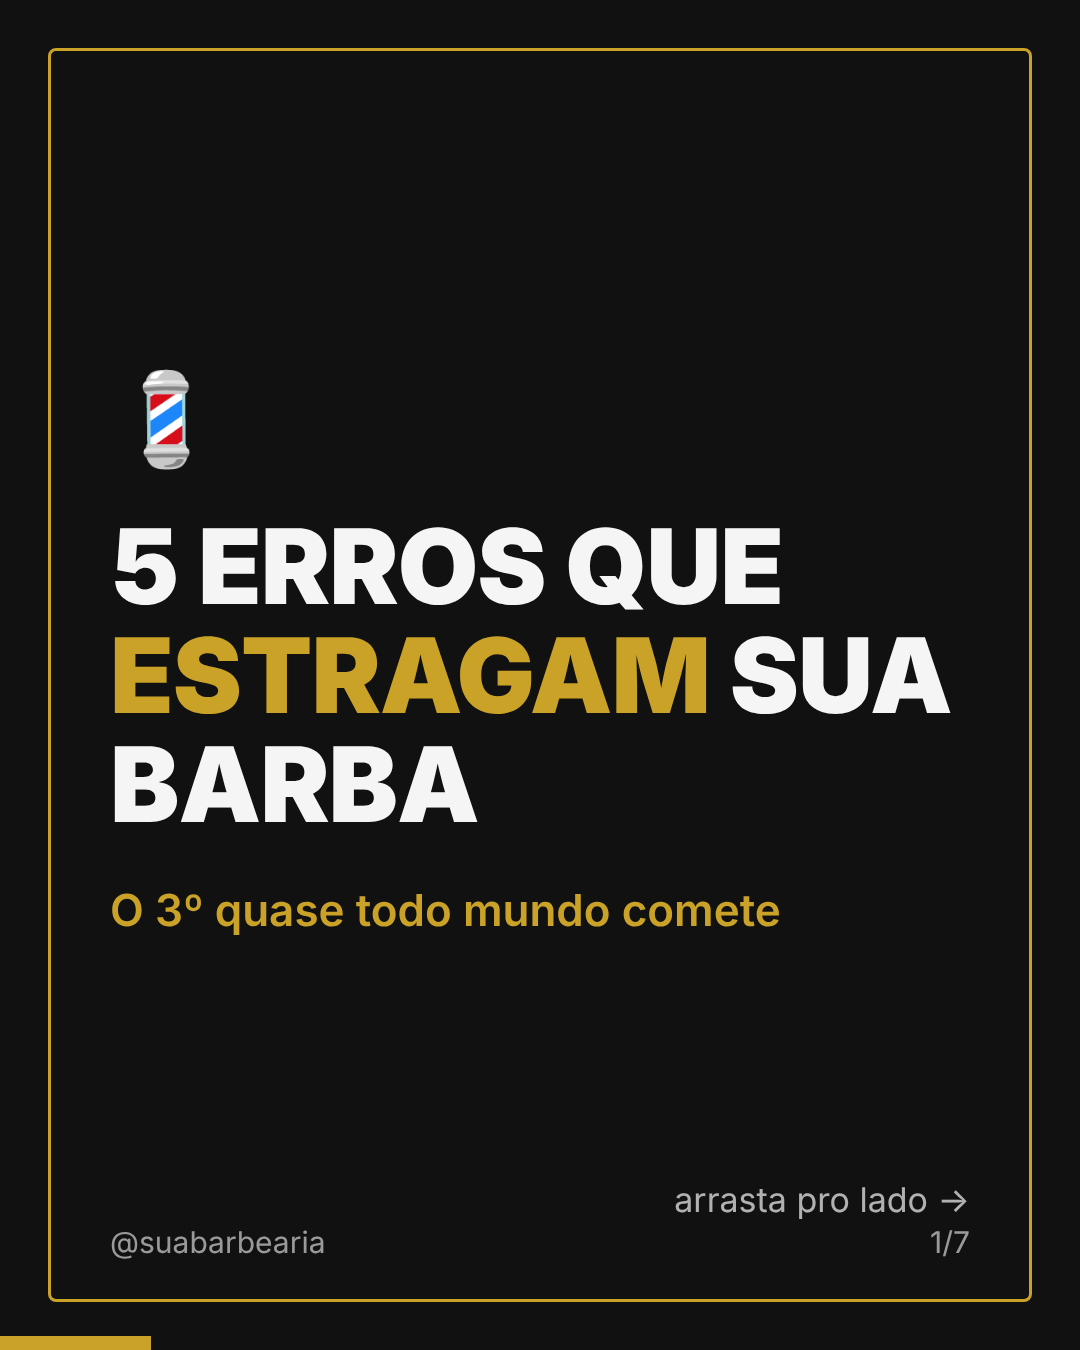 5 ERROS QUE
ESTRAGAM SUA
BARBA
O 3º quase todo mundo comete
arrasta pro lado →
@suabarbearia
1/7